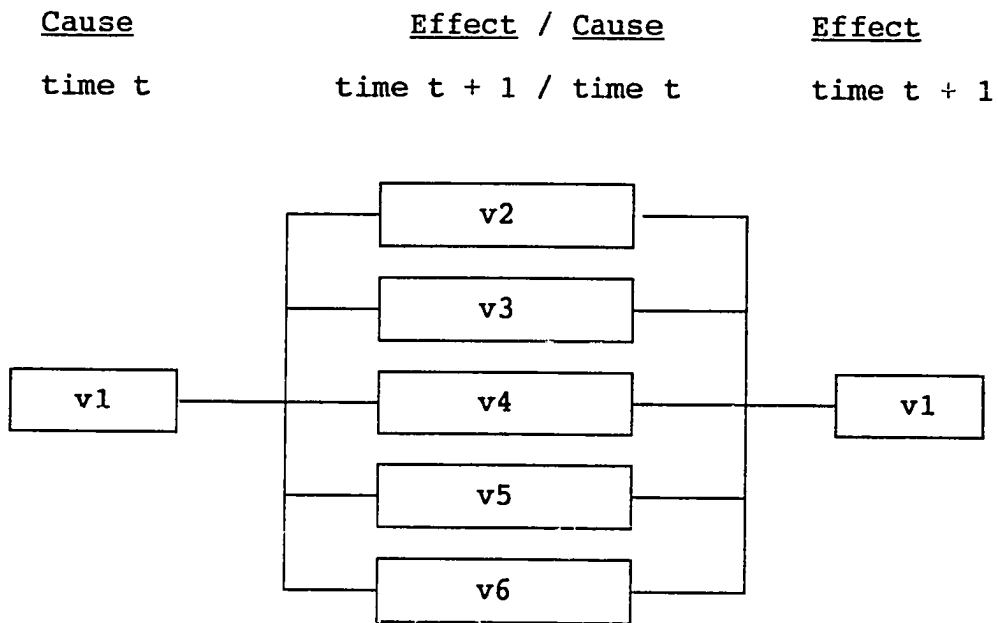 Cause Effect / Cause Effect
time t time t + 1 / time t time t + 1
v2
v3
v1 v4 v1
v5
v6